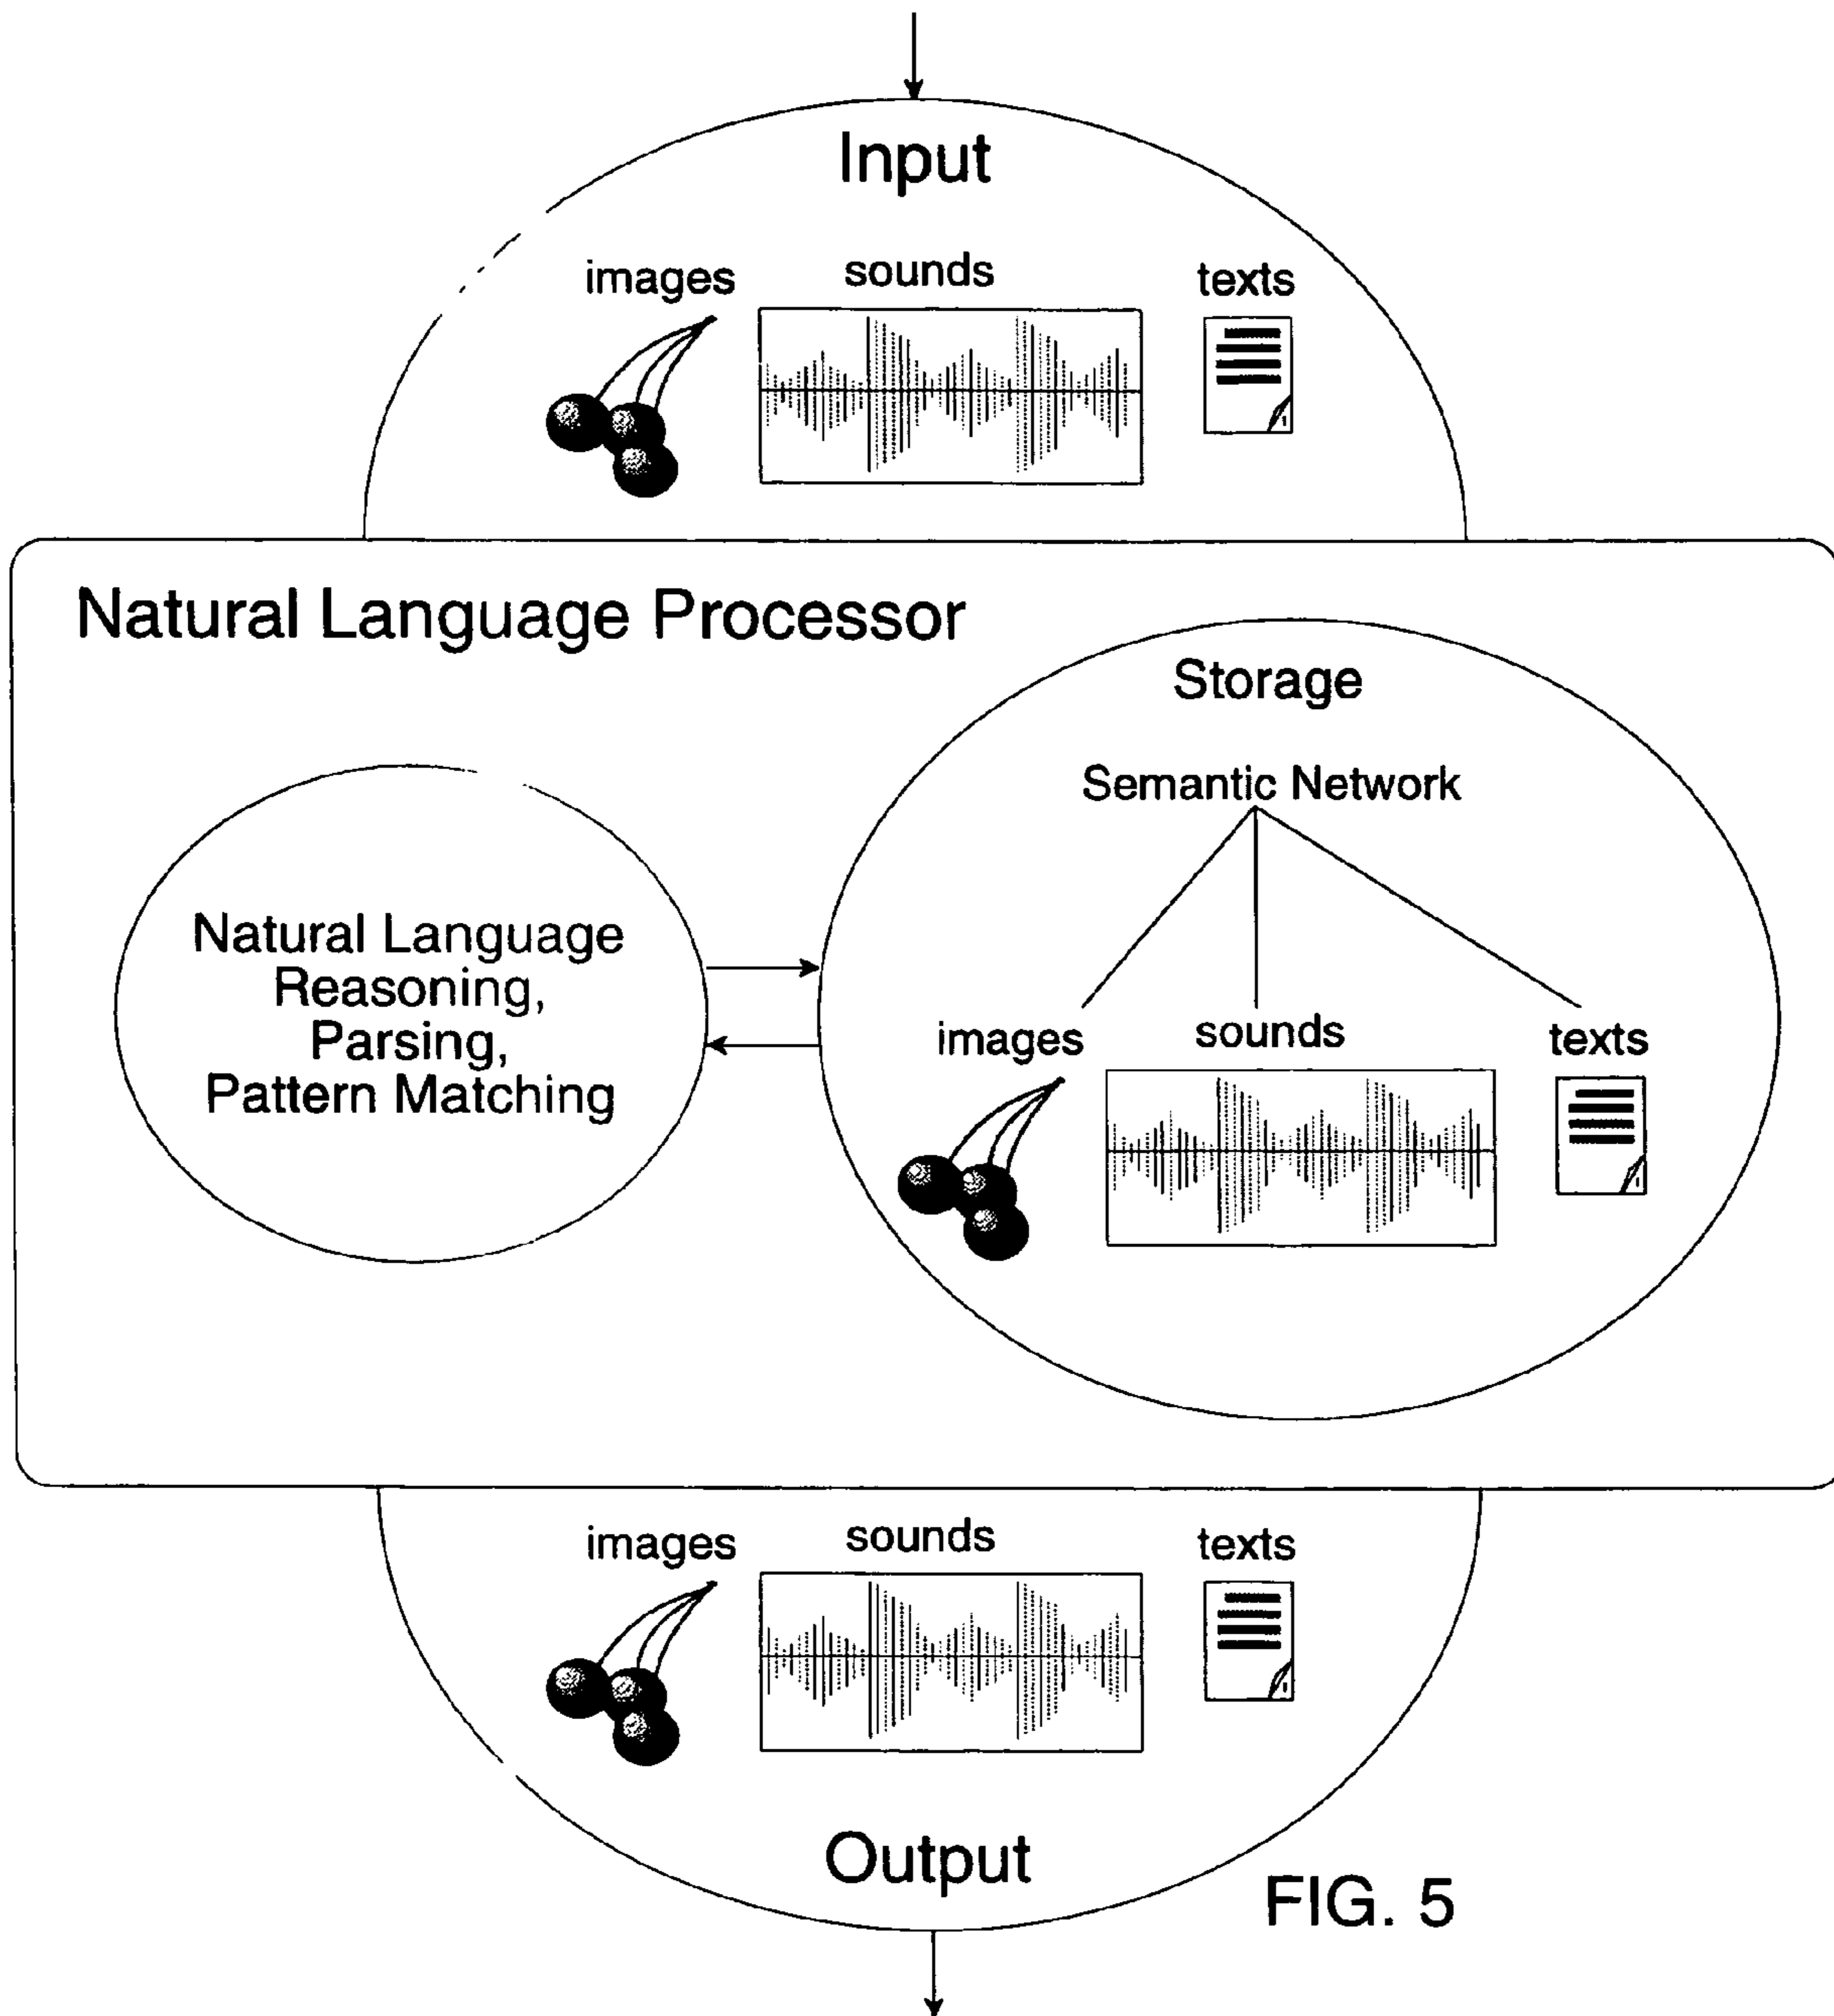 Input
images
sounds
texts
Natural Language Processor
Storage
Semantic Network
Natural Language
Reasoning,
Parsing,
Pattern Matching
images
sounds
texts
images
sounds
texts
Output
FIG. 5